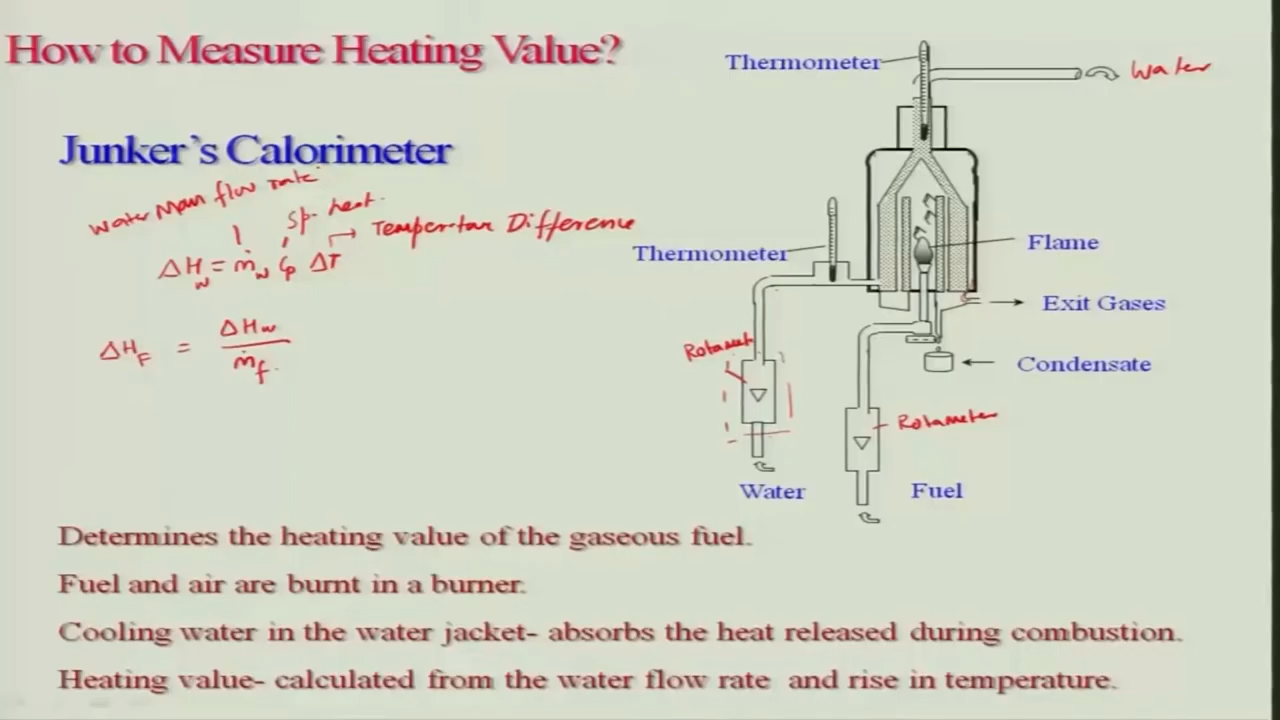 How to Measure Heating Value?
Thermometer
Water
Junker's Calorimeter
Water Mass flow rate
Sp. heat.
Temperature Difference
ΔH_w = ṁ_w Cp ΔT
Thermometer
Flame
Exit Gases
ΔH_F = ΔH_w / ṁ_f
Rotameter
Condensate
Rotameter
Water
Fuel
Determines the heating value of the gaseous fuel.
Fuel and air are burnt in a burner.
Cooling water in the water jacket- absorbs the heat released during combustion.
Heating value- calculated from the water flow rate and rise in temperature.